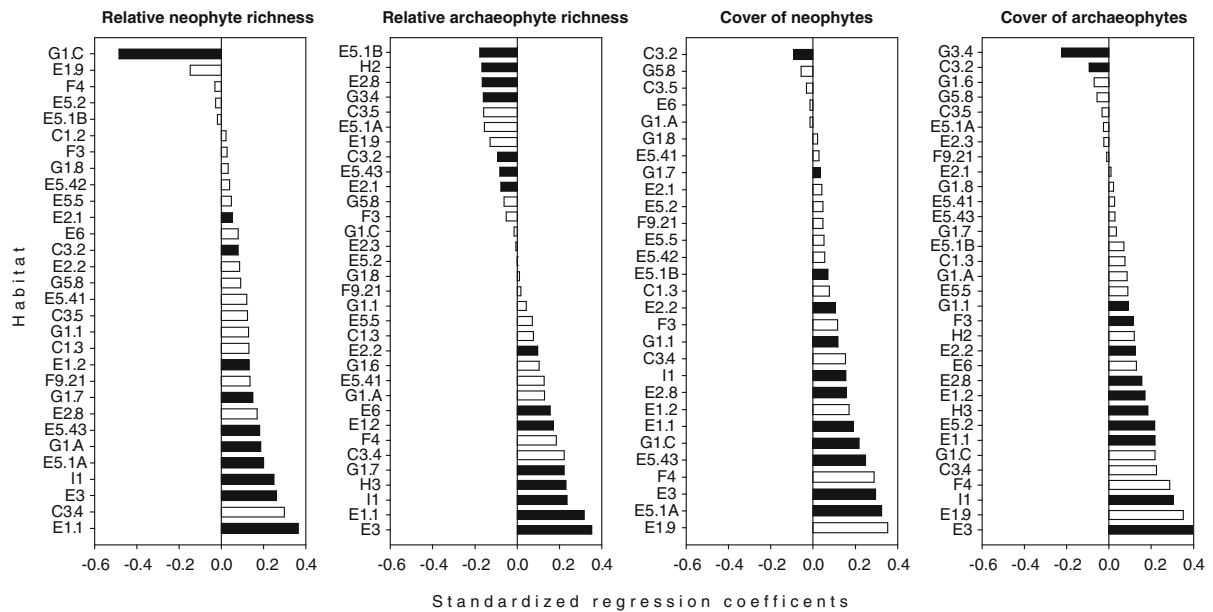 Relative neophyte richness
Relative archaeophyte richness
Cover of neophytes
Cover of archaeophytes
Habitat
G1.C
E1.9
F4
E5.2
E5.1B
C1.2
F3
G1.8
E5.42
E5.5
E2.1
E6
C3.2
E2.2
G5.8
E5.41
C3.5
G1.1
C1.3
E1.2
F9.21
G1.7
E2.8
E5.43
G1.A
E5.1A
I1
E3
C3.4
E1.1
-0.6 -0.4 -0.2 0.0 0.2 0.4
E5.1B
H2
E2.8
G3.4
C3.5
E5.1A
E1.9
C3.2
E5.43
E2.1
G5.8
F3
G1.C
E2.3
E5.2
G1.8
F9.21
G1.1
E5.5
C1.3
E2.2
G1.6
E5.41
G1.A
E6
E1.2
F4
C3.4
G1.7
H3
I1
E1.1
E3
-0.6 -0.4 -0.2 0.0 0.2 0.4
C3.2
G5.8
C3.5
E6
G1.A
G1.8
E5.41
G1.7
E2.1
E5.2
F9.21
E5.5
E5.42
E5.1B
C1.3
E2.2
F3
G1.1
C3.4
I1
E2.8
E1.2
E1.1
G1.C
E5.43
F4
E3
E5.1A
E1.9
-0.6 -0.4 -0.2 0.0 0.2 0.4
G3.4
C3.2
G1.6
G5.8
C3.5
E5.1A
E2.3
F9.21
E2.1
G1.8
E5.41
E5.43
G1.7
E5.1B
C1.3
G1.A
E5.5
G1.1
F3
H2
E2.2
E6
E2.8
E1.2
H3
E5.2
E1.1
G1.C
C3.4
F4
I1
E1.9
E3
-0.6 -0.4 -0.2 0.0 0.2 0.4
Standardized regression coefficents